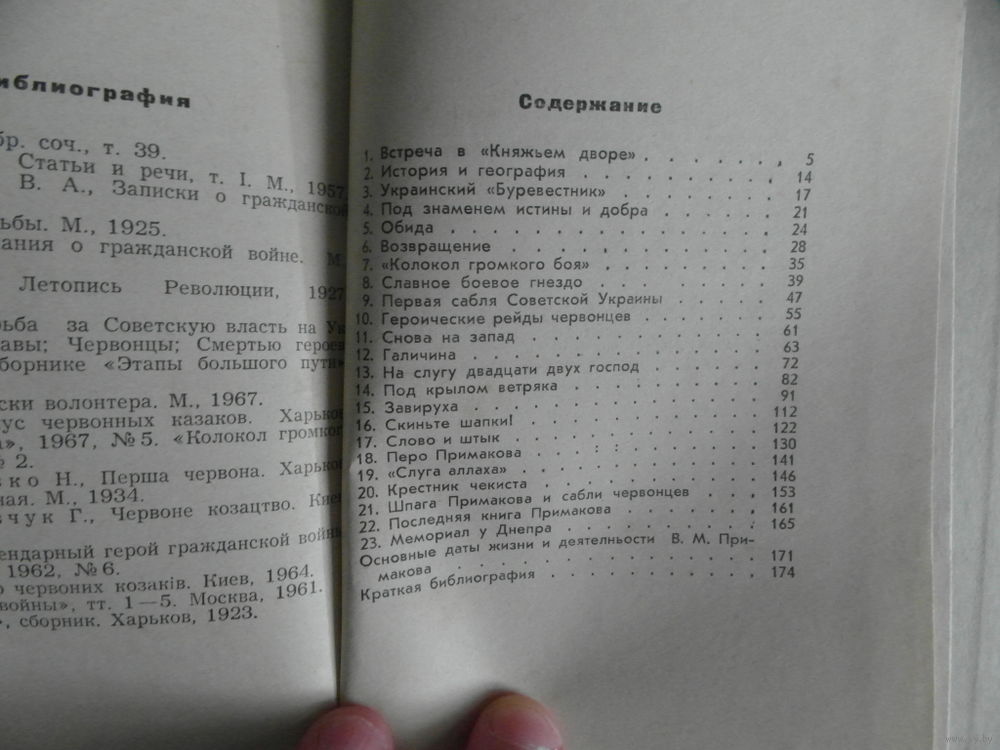 иблиография
бр. соч., т. 39.
Статьи и речи, т. I. М., 1957
В. А., Записки о гражданской
ьбы. М., 1925.
ания о гражданской войне. М.
Летопись Революции, 1927
ьба за Советскую власть на Ук
авы; Червонцы; Смертью героев
борнике «Этапы большого пути»
ски волонтера. М., 1967.
ус червонных казаков. Харьков
а», 1967, № 5. «Колокол громког
№ 2.
вко Н., Перша червона. Харьков
ная. М., 1934.
вчук Г., Червоне козацтво. Киев
ендарный герой гражданской войны
1962, № 6.
о червоних козаків. Киев, 1964.
войны», тт. 1—5. Москва, 1961.
», сборник. Харьков, 1923.
Содержание
1. Встреча в «Княжьем дворе» . . . . . . . 5
2. История и география . . . . . . . . . 14
3. Украинский «Буревестник» . . . . . . . 17
4. Под знаменем истины и добра . . . . . . 21
5. Обида . . . . . . . . . . . . . 24
6. Возвращение . . . . . . . . . . . 28
7. «Колокол громкого боя» . . . . . . . . 35
8. Славное боевое гнездо . . . . . . . . 39
9. Первая сабля Советской Украины . . . . . 47
10. Героические рейды червонцев . . . . . . 55
11. Снова на запад . . . . . . . . . . 61
12. Галичина . . . . . . . . . . . . 63
13. На слугу двадцати двух господ . . . . . . 72
14. Под крылом ветряка . . . . . . . . . 82
15. Завируха . . . . . . . . . . . . 91
16. Скиньте шапки! . . . . . . . . . . 112
17. Слово и штык . . . . . . . . . . . 122
18. Перо Примакова . . . . . . . . . . 130
19. «Слуга аллаха» . . . . . . . . . . 141
20. Крестник чекиста . . . . . . . . . . 146
21. Шпага Примакова и сабли червонцев . . . . 153
22. Последняя книга Примакова . . . . . . . 161
23. Мемориал у Днепра . . . . . . . . . 165
Основные даты жизни и деятелньости В. М. При-
макова . . . . . . . . . . . . . 171
Краткая библиография . . . . . . . . . 174